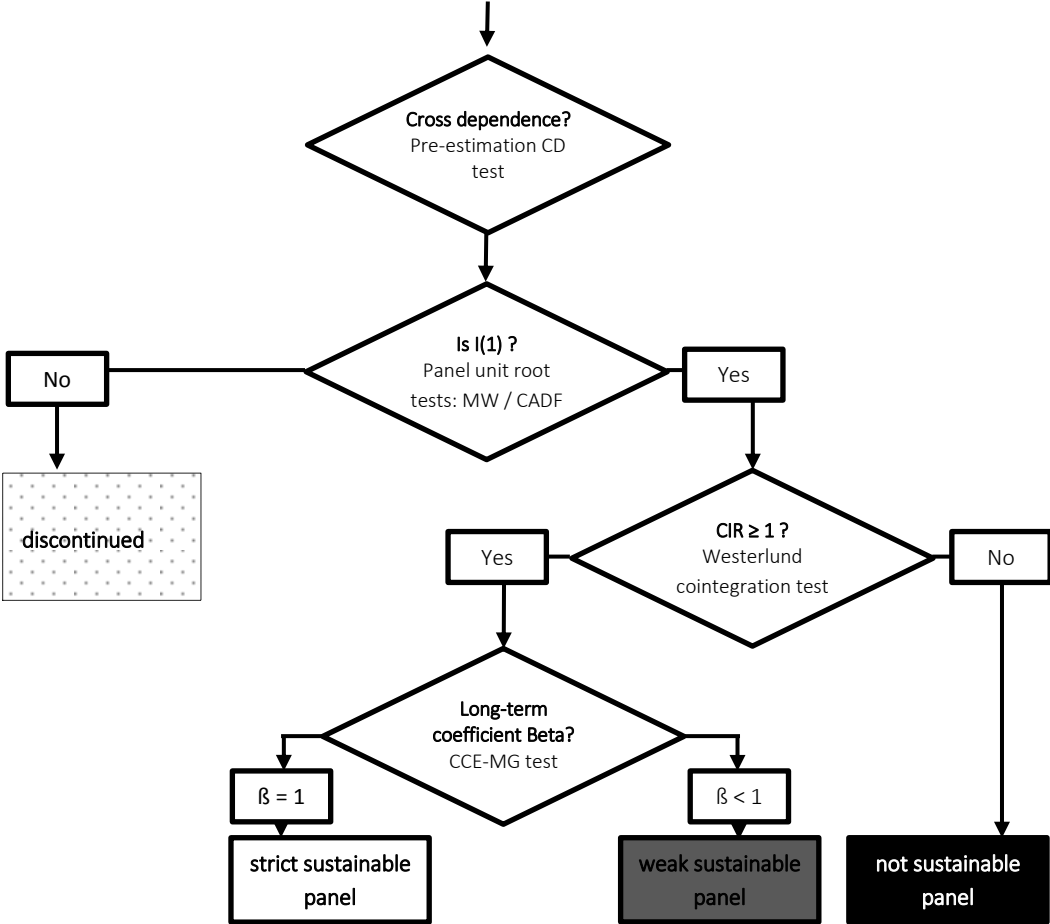 Cross dependence?
Pre-estimation CD
test
Is I(1) ?
Panel unit root
tests: MW / CADF
No
Yes
discontinued
CIR ≥ 1 ?
Westerlund
cointegration test
Yes
No
Long-term
coefficient Beta?
CCE-MG test
ß = 1
ß < 1
strict sustainable
panel
weak sustainable
panel
not sustainable
panel